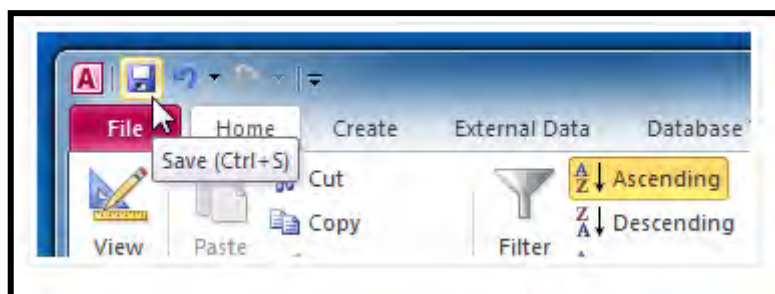 A
File Home Create External Data Database
Save (Ctrl+S)
Cut
A Z Ascending
Copy
Z A Descending
View Paste Filter